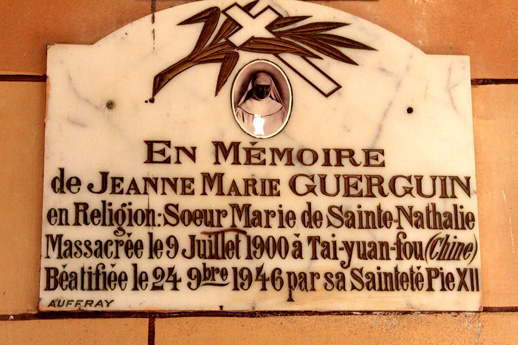 EN MÉMOIRE
de JEANNE MARIE GUERGUIN
en Religion: SOEUR Marie de Sainte-Nathalie
Massacrée le 9 Juillet 1900 à Tai-yuan-fou (Chine)
Béatifiée le 24 9bre 1946 par sa Sainteté Pie XII
AUFFRAY